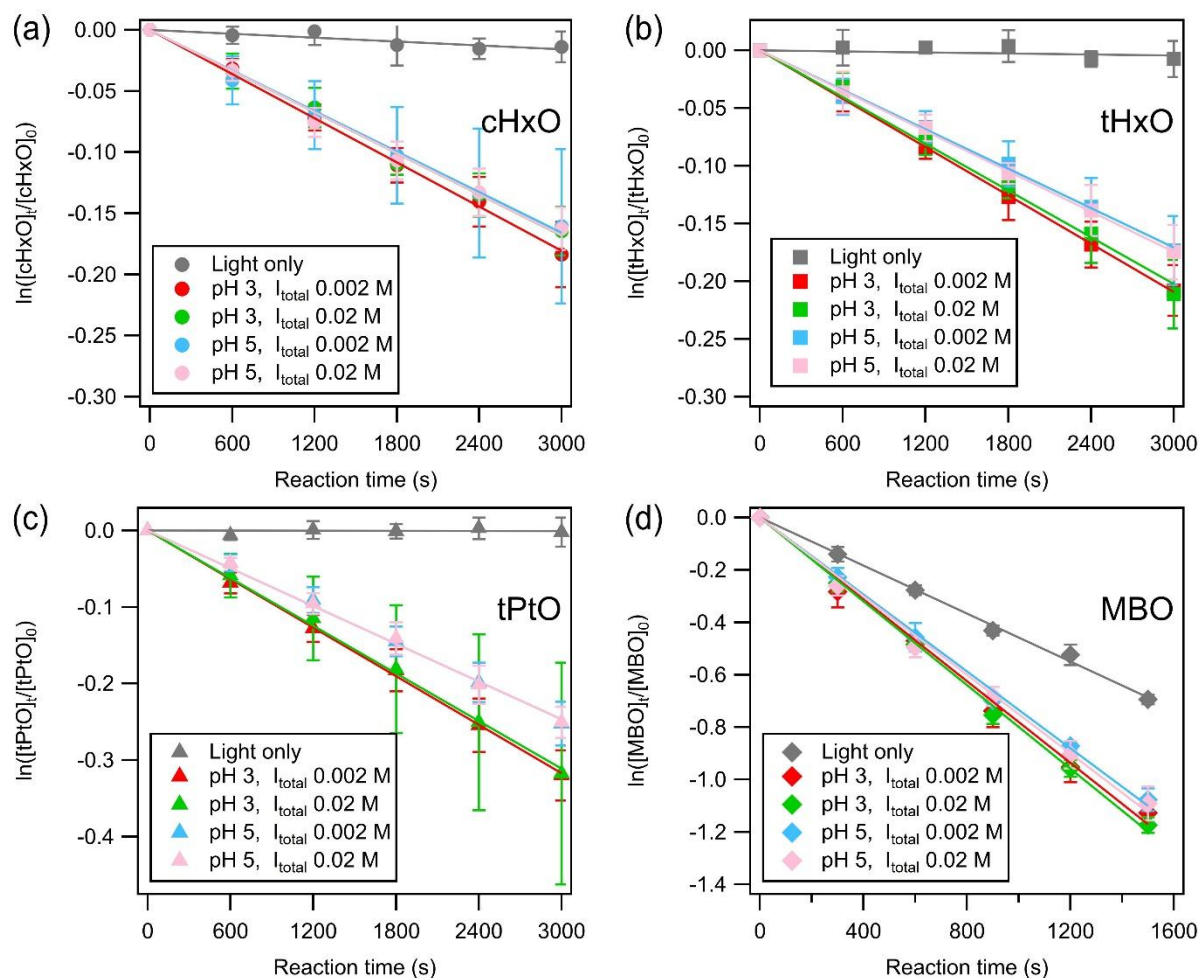 (a)
0.00
-0.05
-0.10
-0.15
-0.20
-0.25
-0.30
ln([cHxO]t/[cHxO]0)
cHxO
Light only
pH 3, Itotal 0.002 M
pH 3, Itotal 0.02 M
pH 5, Itotal 0.002 M
pH 5, Itotal 0.02 M
0 600 1200 1800 2400 3000
Reaction time (s)
(b)
0.00
-0.05
-0.10
-0.15
-0.20
-0.25
-0.30
ln([tHxO]t/[tHxO]0)
tHxO
Light only
pH 3, Itotal 0.002 M
pH 3, Itotal 0.02 M
pH 5, Itotal 0.002 M
pH 5, Itotal 0.02 M
0 600 1200 1800 2400 3000
Reaction time (s)
(c)
0.0
-0.1
-0.2
-0.3
-0.4
ln([tPtO]t/[tPtO]0)
tPtO
Light only
pH 3, Itotal 0.002 M
pH 3, Itotal 0.02 M
pH 5, Itotal 0.002 M
pH 5, Itotal 0.02 M
0 600 1200 1800 2400 3000
Reaction time (s)
(d)
0.0
-0.2
-0.4
-0.6
-0.8
-1.0
-1.2
-1.4
ln([MBO]t/[MBO]0)
MBO
Light only
pH 3, Itotal 0.002 M
pH 3, Itotal 0.02 M
pH 5, Itotal 0.002 M
pH 5, Itotal 0.02 M
0 400 800 1200 1600
Reaction time (s)